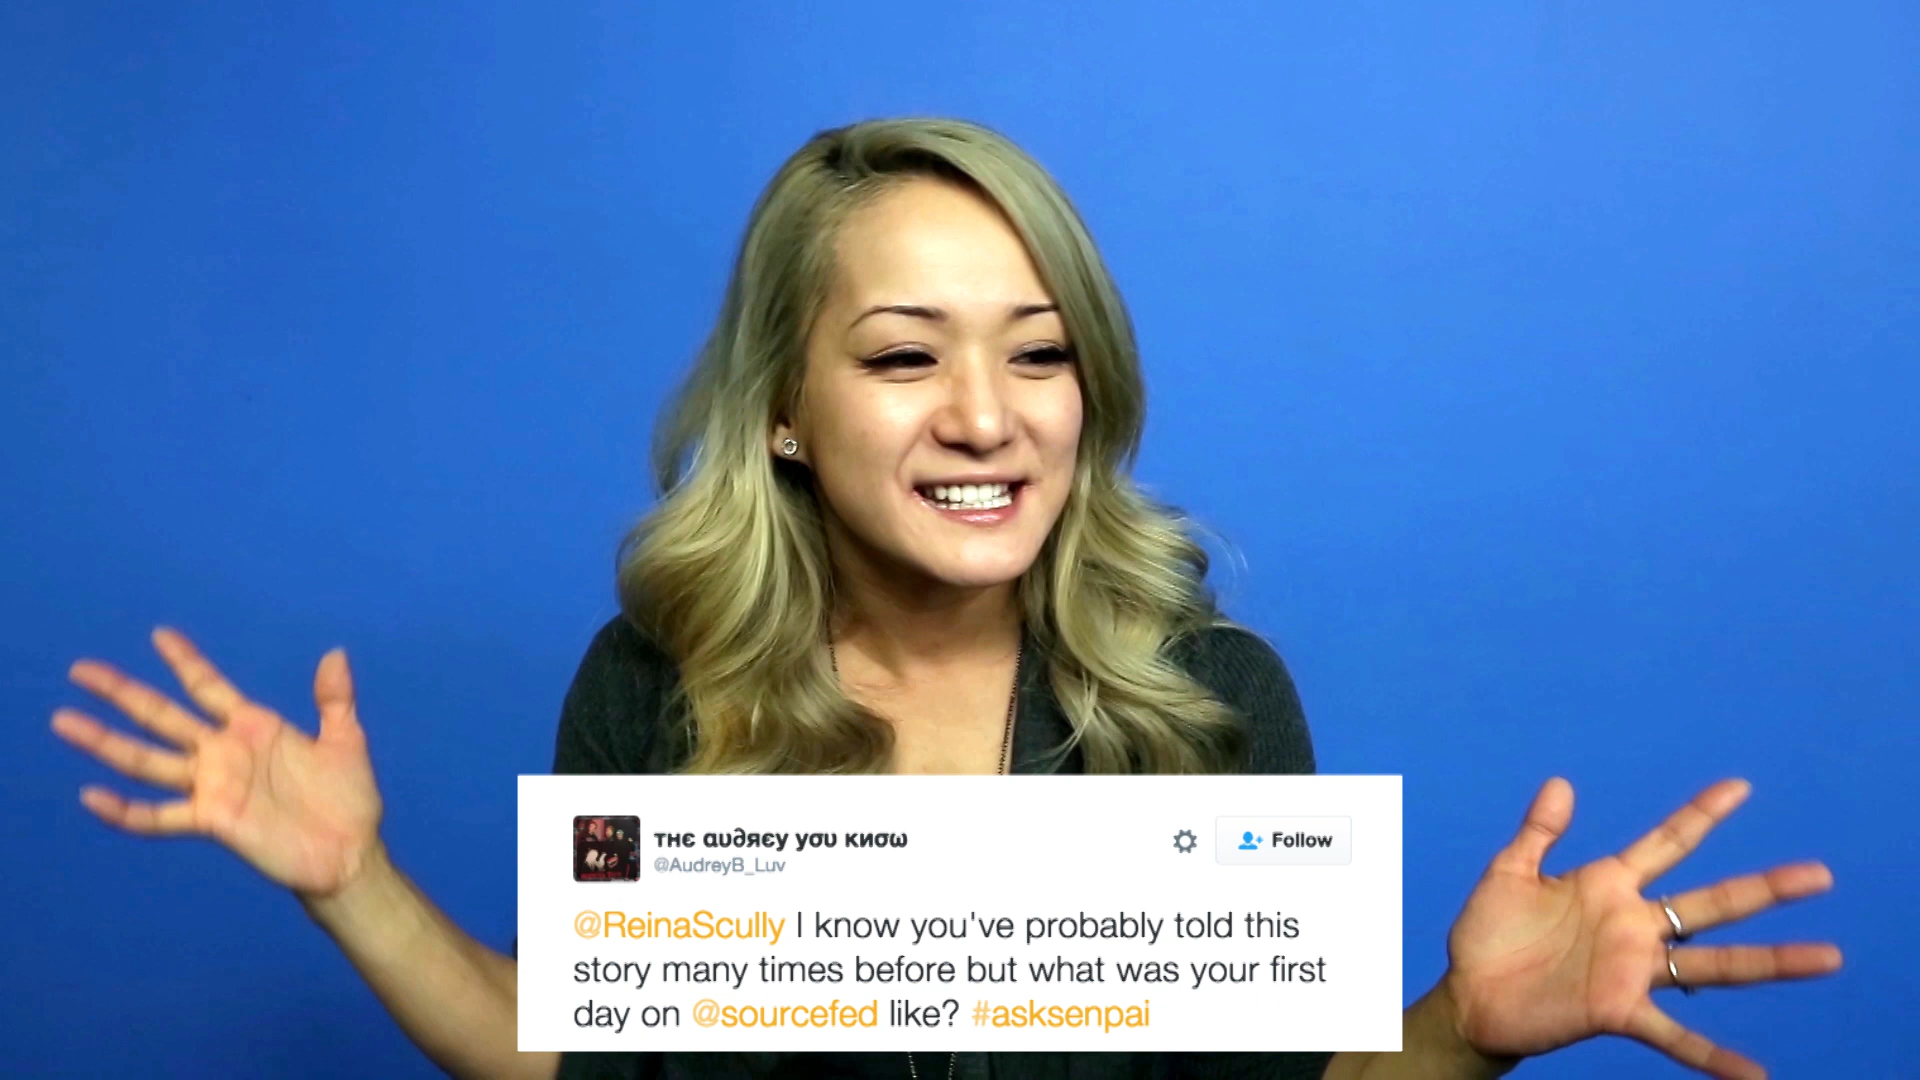 тнє αυ∂яєу уσυ киσω
@AudreyB_Luv
Follow
@ReinaScully I know you've probably told this
story many times before but what was your first
day on @sourcefed like? #asksenpai